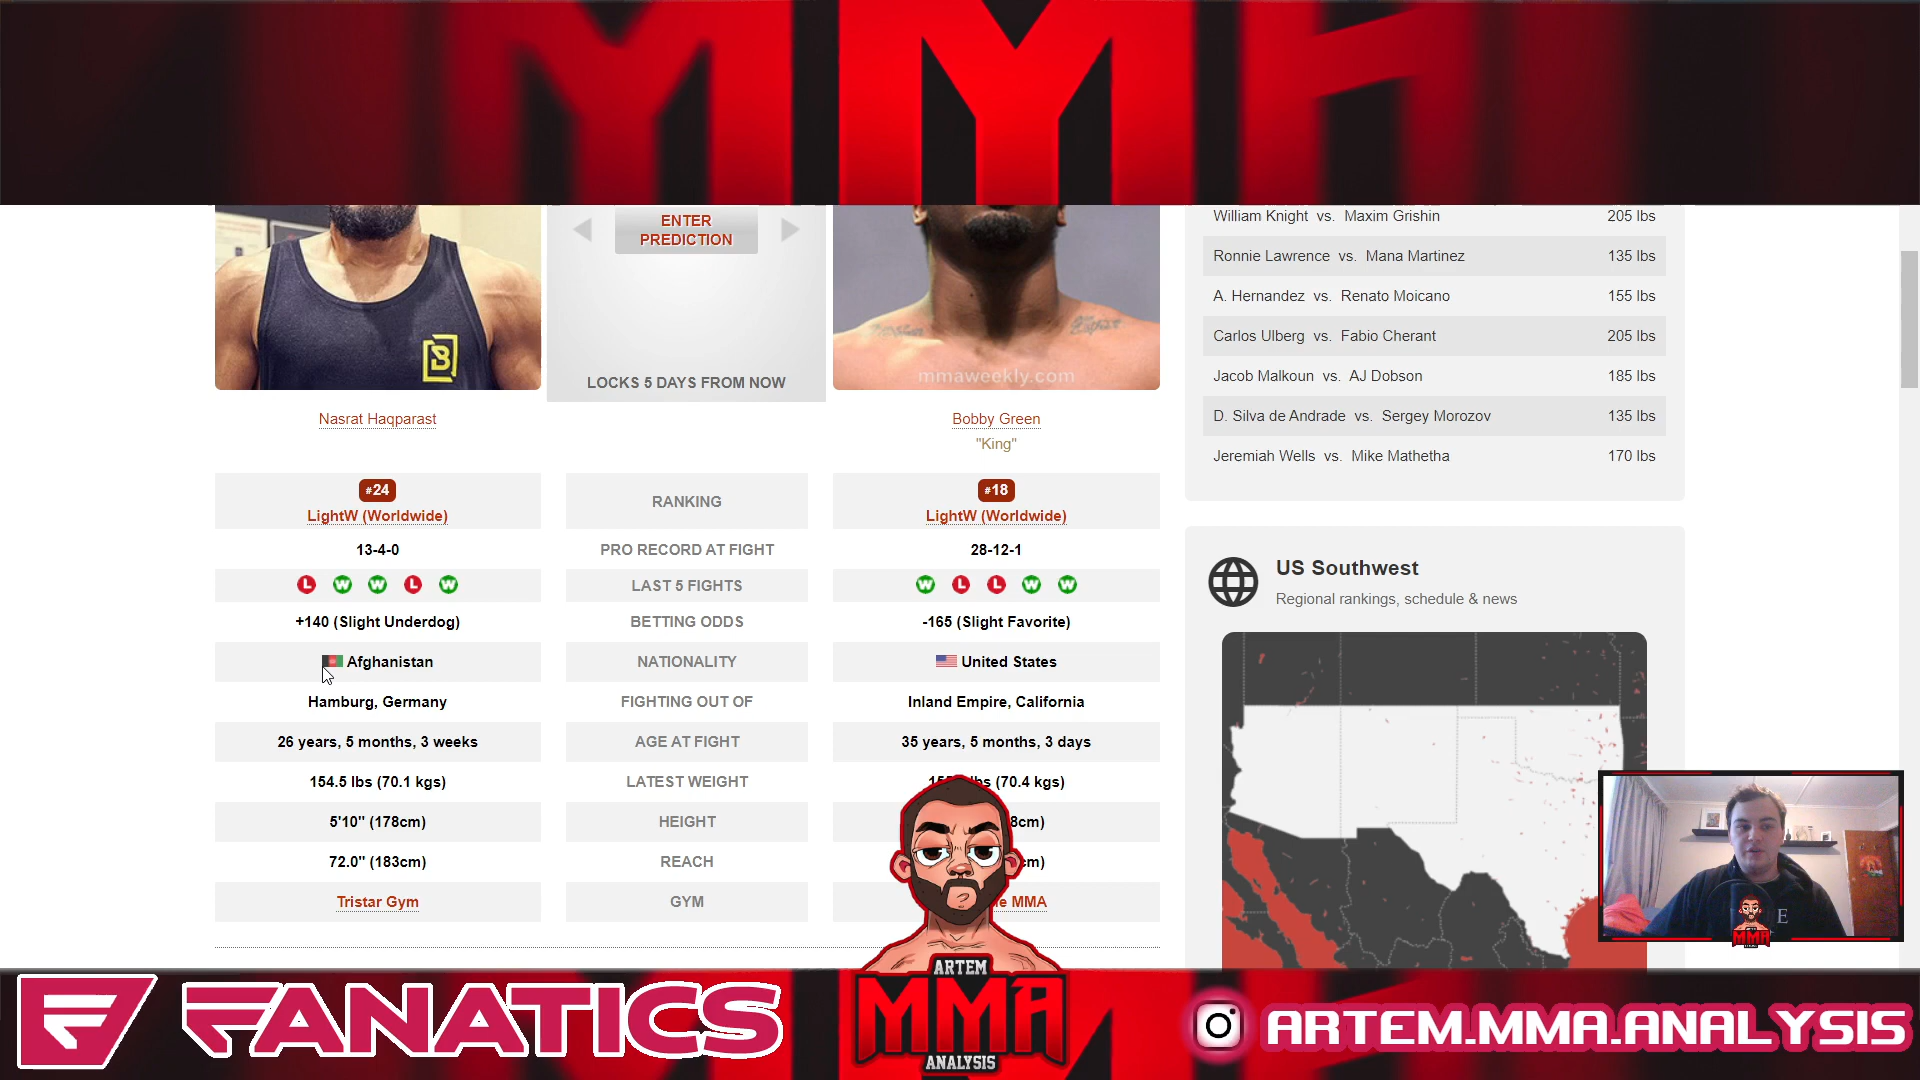 MMA
ENTER
PREDICTION
LOCKS 5 DAYS FROM NOW
mmaweekly.com
Nasrat Haqparast
Bobby Green
"King"
#24
LightW (Worldwide)
RANKING
#18
LightW (Worldwide)
13-4-0
PRO RECORD AT FIGHT
28-12-1
L W W L W
LAST 5 FIGHTS
W L L W W
+140 (Slight Underdog)
BETTING ODDS
-165 (Slight Favorite)
Afghanistan
NATIONALITY
United States
Hamburg, Germany
FIGHTING OUT OF
Inland Empire, California
26 years, 5 months, 3 weeks
AGE AT FIGHT
35 years, 5 months, 3 days
154.5 lbs (70.1 kgs)
LATEST WEIGHT
lbs (70.4 kgs)
5'10" (178cm)
HEIGHT
72.0" (183cm)
REACH
Tristar Gym
GYM
MMA
William Knight vs. Maxim Grishin 205 lbs
Ronnie Lawrence vs. Mana Martinez 135 lbs
A. Hernandez vs. Renato Moicano 155 lbs
Carlos Ulberg vs. Fabio Cherant 205 lbs
Jacob Malkoun vs. AJ Dobson 185 lbs
D. Silva de Andrade vs. Sergey Morozov 135 lbs
Jeremiah Wells vs. Mike Mathetha 170 lbs
US Southwest
Regional rankings, schedule & news
MMA
FANATICS
ARTEM
MMA
ANALYSIS
ARTEM.MMA.ANALYSIS